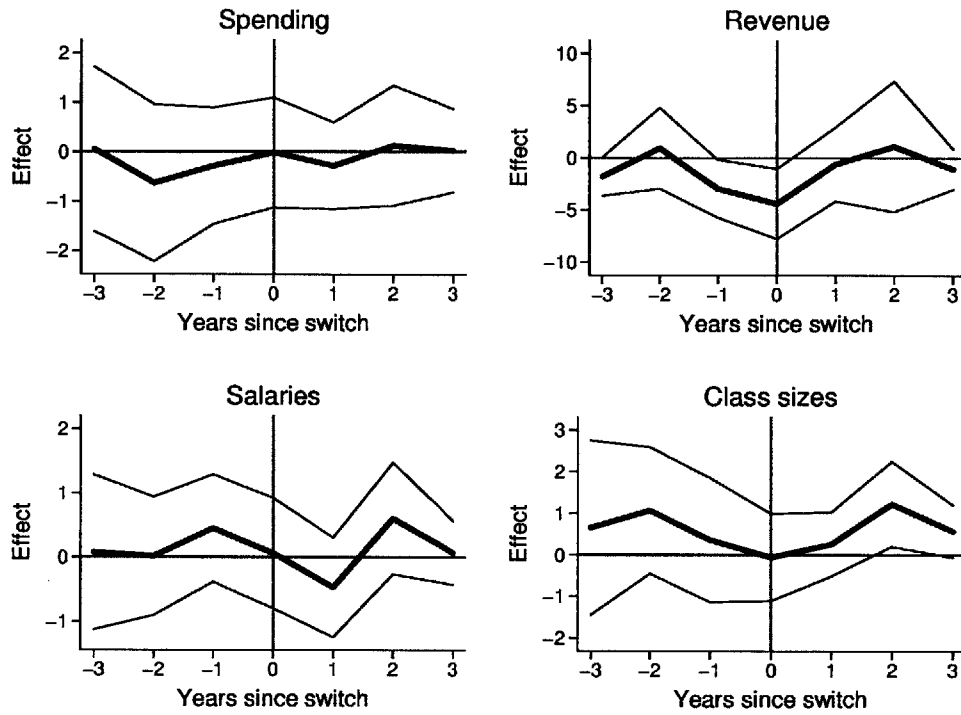 Spending
Effect
2
1
0
−1
−2
−3 −2 −1 0 1 2 3
Years since switch
Revenue
Effect
10
5
0
−5
−10
−3 −2 −1 0 1 2 3
Years since switch
Salaries
Effect
2
1
0
−1
−3 −2 −1 0 1 2 3
Years since switch
Class sizes
Effect
3
2
1
0
−1
−2
−3 −2 −1 0 1 2 3
Years since switch